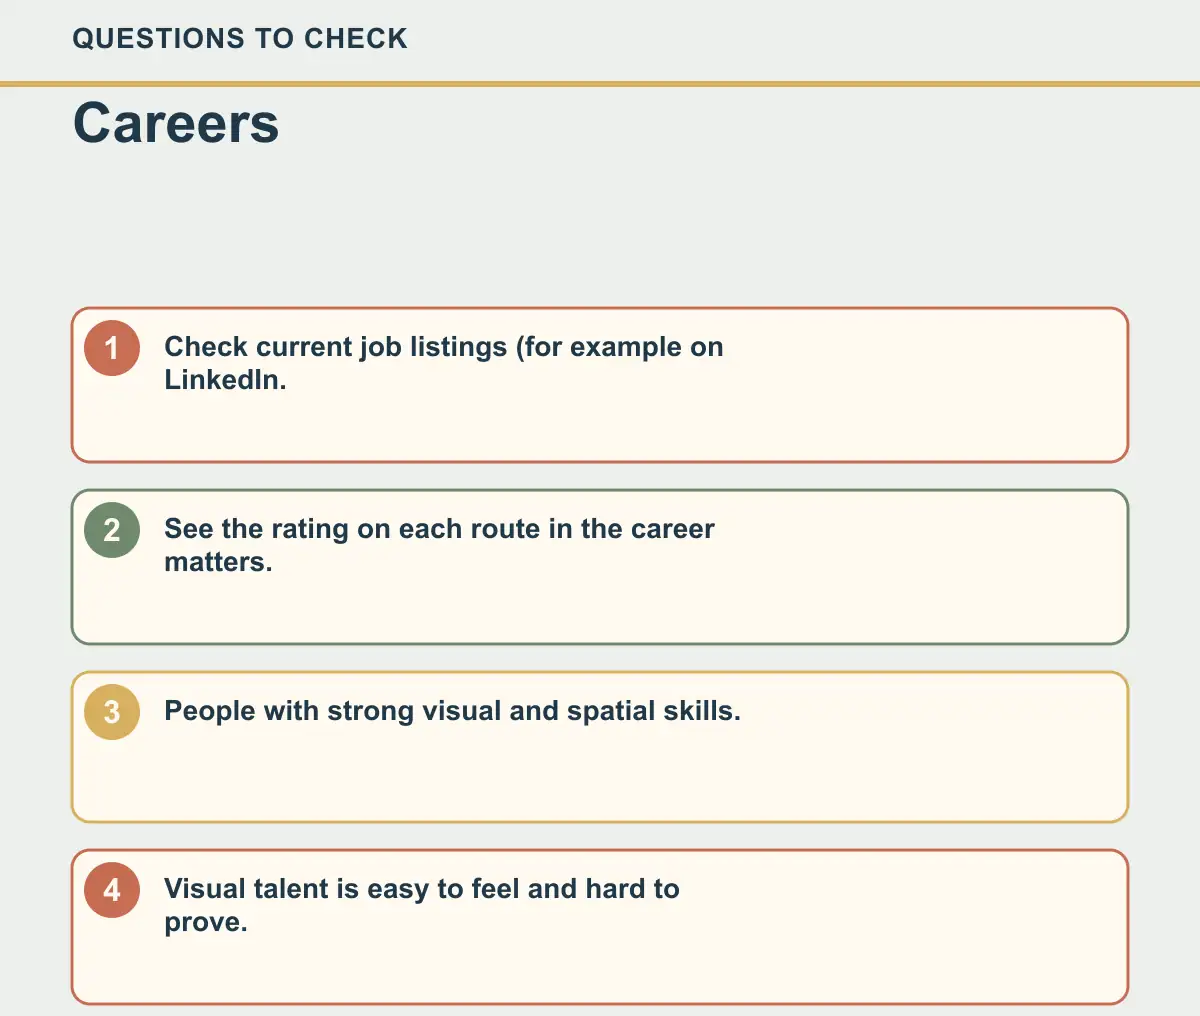 QUESTIONS TO CHECK
Careers
1
Check current job listings (for example on
LinkedIn.
2
See the rating on each route in the career
matters.
3
People with strong visual and spatial skills.
4
Visual talent is easy to feel and hard to
prove.